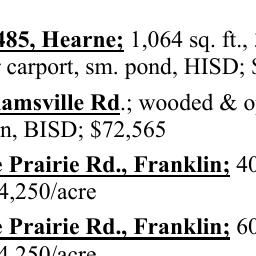 485, Hearne; 1,064 sq. ft.,
carport, sm. pond, HISD;
amsville Rd.; wooded &
n, BISD; $72,565
Prairie Rd., Franklin; 40
4,250/acre
Prairie Rd., Franklin; 60
4,250/acre